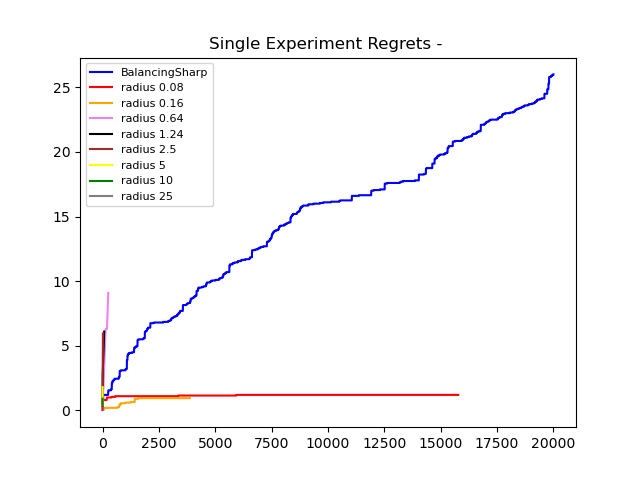 Single Experiment Regrets -
BalancingSharp
radius 0.08
radius 0.16
radius 0.64
radius 1.24
radius 2.5
radius 5
radius 10
radius 25
25
20
15
10
5
0
0 2500 5000 7500 10000 12500 15000 17500 20000